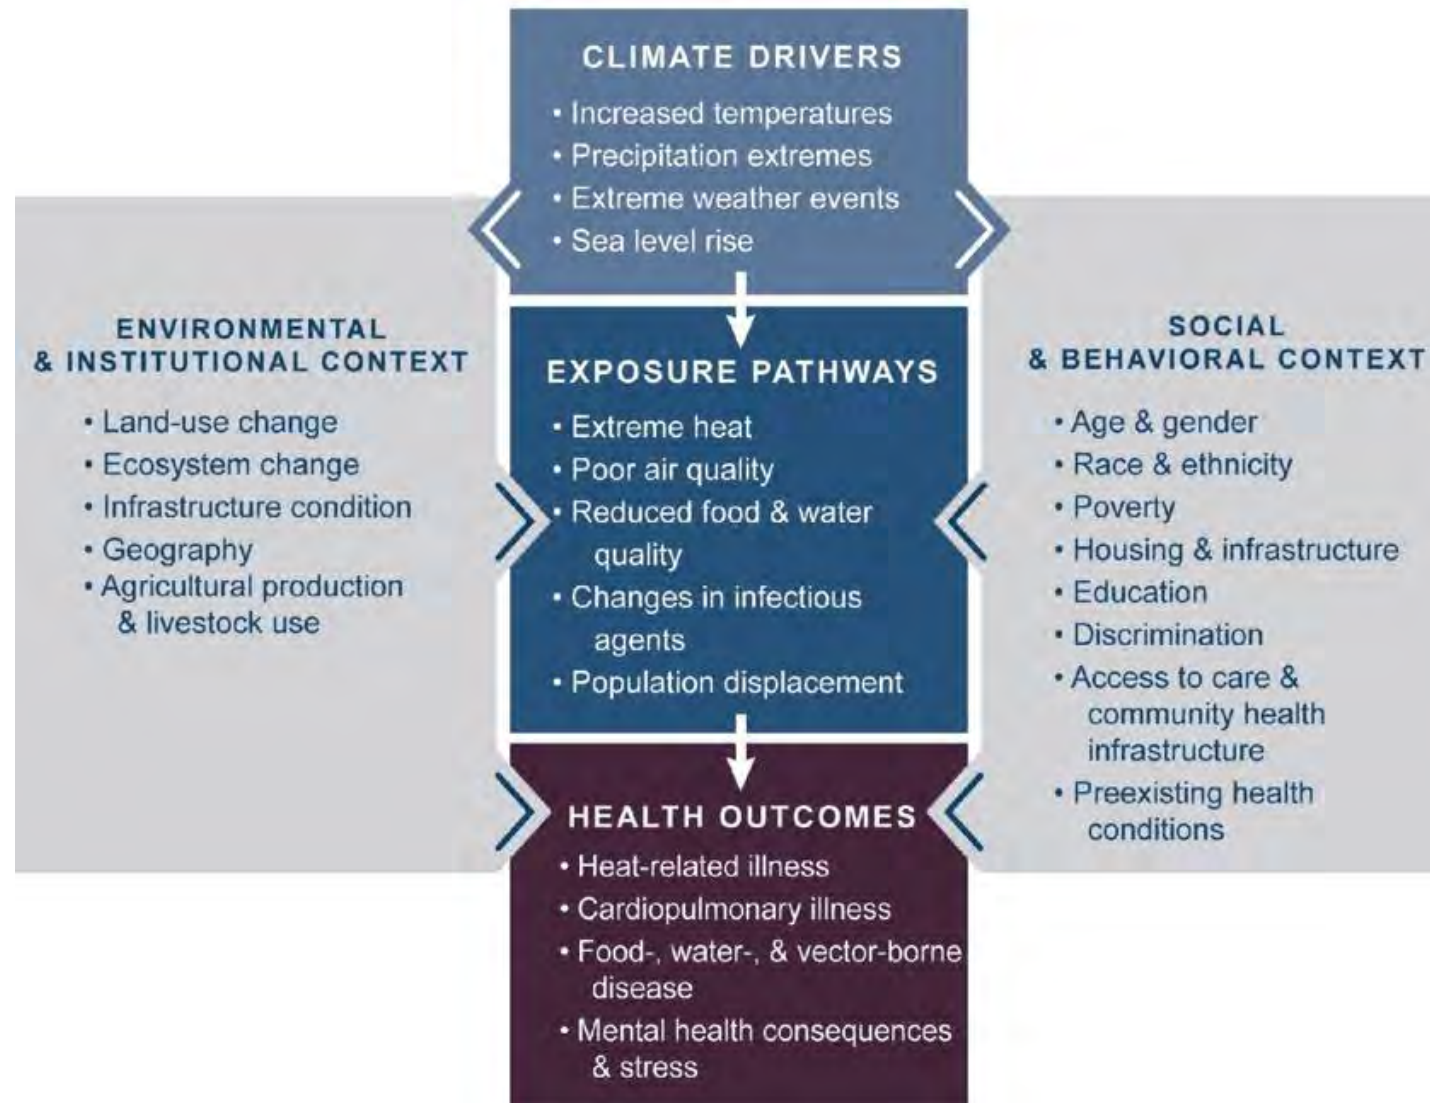 CLIMATE DRIVERS
• Increased temperatures
• Precipitation extremes
• Extreme weather events
• Sea level rise
ENVIRONMENTAL
& INSTITUTIONAL CONTEXT
• Land-use change
• Ecosystem change
• Infrastructure condition
• Geography
• Agricultural production
& livestock use
EXPOSURE PATHWAYS
• Extreme heat
• Poor air quality
• Reduced food & water
quality
• Changes in infectious
agents
• Population displacement
SOCIAL
& BEHAVIORAL CONTEXT
• Age & gender
• Race & ethnicity
• Poverty
• Housing & infrastructure
• Education
• Discrimination
• Access to care &
community health
infrastructure
• Preexisting health
conditions
HEALTH OUTCOMES
• Heat-related illness
• Cardiopulmonary illness
• Food-, water-, & vector-borne
disease
• Mental health consequences
& stress